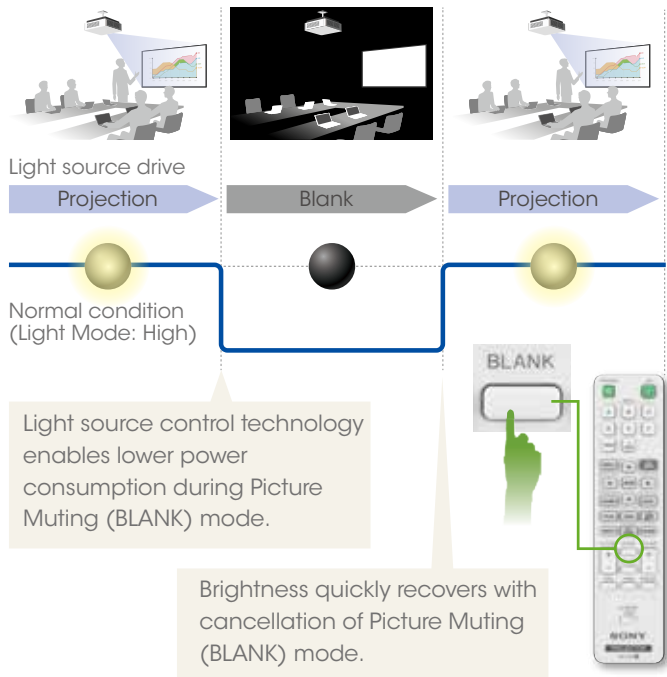 Light source drive
Projection
Blank
Projection
Normal condition
(Light Mode: High)
BLANK
Light source control technology
enables lower power
consumption during Picture
Muting (BLANK) mode.
Brightness quickly recovers with
cancellation of Picture Muting
(BLANK) mode.
SONY
PROJECTOR